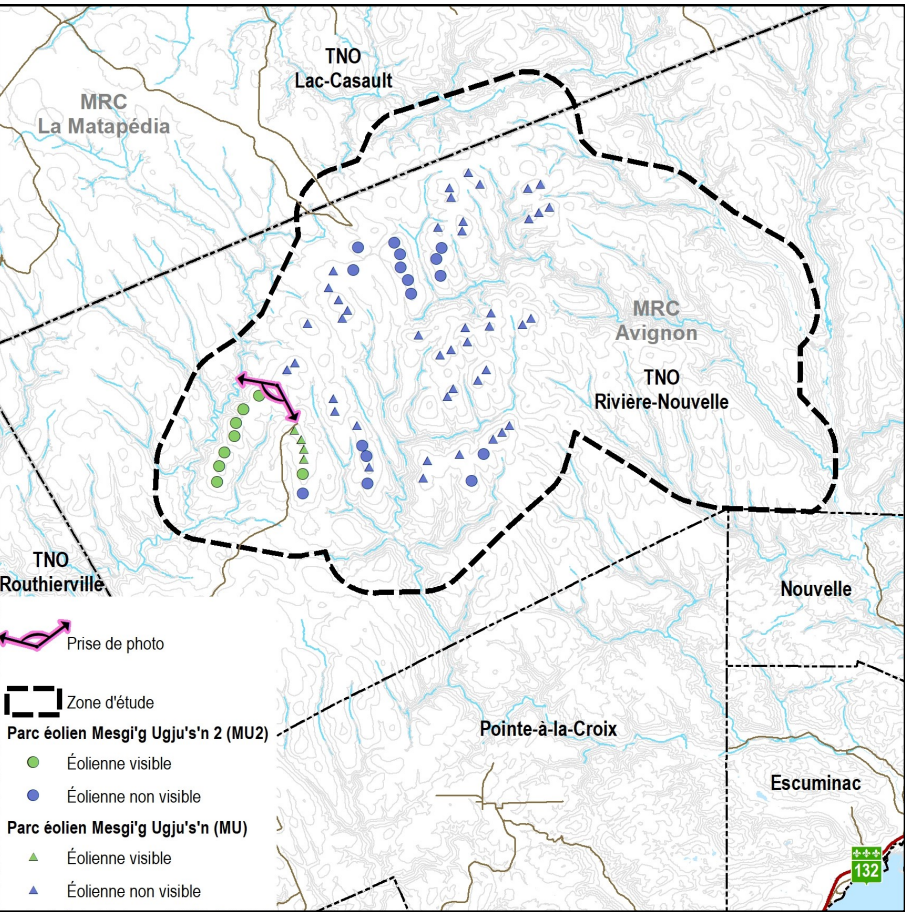 TNO
Lac-Casault
MRC
La Matapédia
MRC
Avignon
TNO
Rivière-Nouvelle
TNO
Routhierville
Nouvelle
Pointe-à-la-Croix
Escuminac
132
Prise de photo
Zone d'étude
Parc éolien Mesgi'g Ugju's'n 2 (MU2)
Éolienne visible
Éolienne non visible
Parc éolien Mesgi'g Ugju's'n (MU)
Éolienne visible
Éolienne non visible